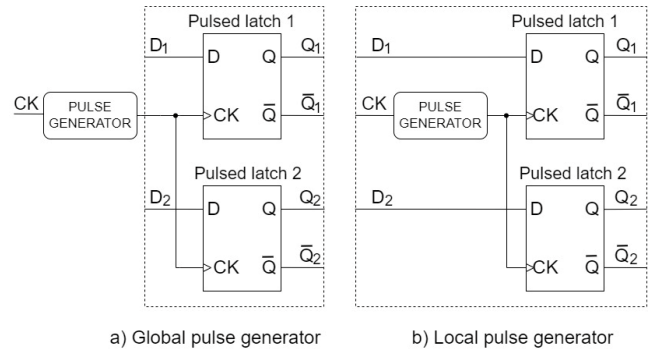 Pulsed latch 1
D1
D
Q
Q1
CK
PULSE
GENERATOR
CK
Q̅
Q̅1
Pulsed latch 2
D2
D
Q
Q2
CK
Q̅
Q̅2
a) Global pulse generator
Pulsed latch 1
D1
D
Q
Q1
CK
PULSE
GENERATOR
CK
Q̅
Q̅1
Pulsed latch 2
D2
D
Q
Q2
CK
Q̅
Q̅2
b) Local pulse generator